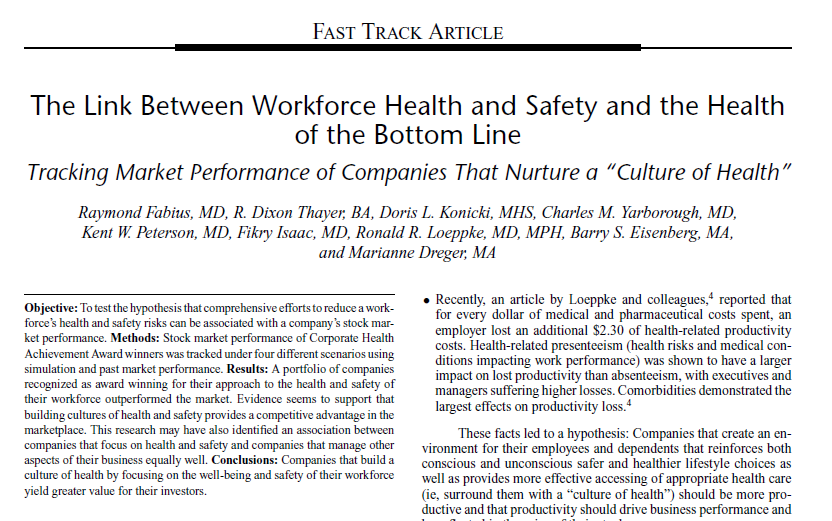 FAST TRACK ARTICLE
The Link Between Workforce Health and Safety and the Health
of the Bottom Line
Tracking Market Performance of Companies That Nurture a “Culture of Health”
Raymond Fabius, MD, R. Dixon Thayer, BA, Doris L. Konicki, MHS, Charles M. Yarborough, MD,
Kent W. Peterson, MD, Fikry Isaac, MD, Ronald R. Loeppke, MD, MPH, Barry S. Eisenberg, MA,
and Marianne Dreger, MA
Objective: To test the hypothesis that comprehensive efforts to reduce a work-
force’s health and safety risks can be associated with a company’s stock mar-
ket performance. Methods: Stock market performance of Corporate Health
Achievement Award winners was tracked under four different scenarios using
simulation and past market performance. Results: A portfolio of companies
recognized as award winning for their approach to the health and safety of
their workforce outperformed the market. Evidence seems to support that
building cultures of health and safety provides a competitive advantage in the
marketplace. This research may have also identified an association between
companies that focus on health and safety and companies that manage other
aspects of their business equally well. Conclusions: Companies that build a
culture of health by focusing on the well-being and safety of their workforce
yield greater value for their investors.
• Recently, an article by Loeppke and colleagues,4 reported that
for every dollar of medical and pharmaceutical costs spent, an
employer lost an additional $2.30 of health-related productivity
costs. Health-related presenteeism (health risks and medical con-
ditions impacting work performance) was shown to have a larger
impact on lost productivity than absenteeism, with executives and
managers suffering higher losses. Comorbidities demonstrated the
largest effects on productivity loss.4
These facts led to a hypothesis: Companies that create an en-
vironment for their employees and dependents that reinforces both
conscious and unconscious safer and healthier lifestyle choices as
well as provides more effective accessing of appropriate health care
(ie, surround them with a “culture of health”) should be more pro-
ductive and that productivity should drive business performance and